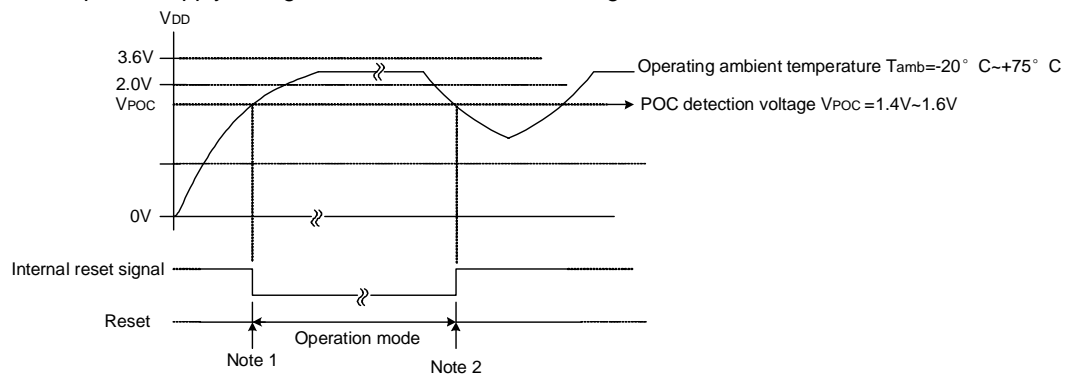 VDD
3.6V
2.0V
VPOC
0V
Operating ambient temperature Tamb=-20° C~+75° C
POC detection voltage VPOC =1.4V~1.6V
Internal reset signal
Reset
Operation mode
Note 1
Note 2